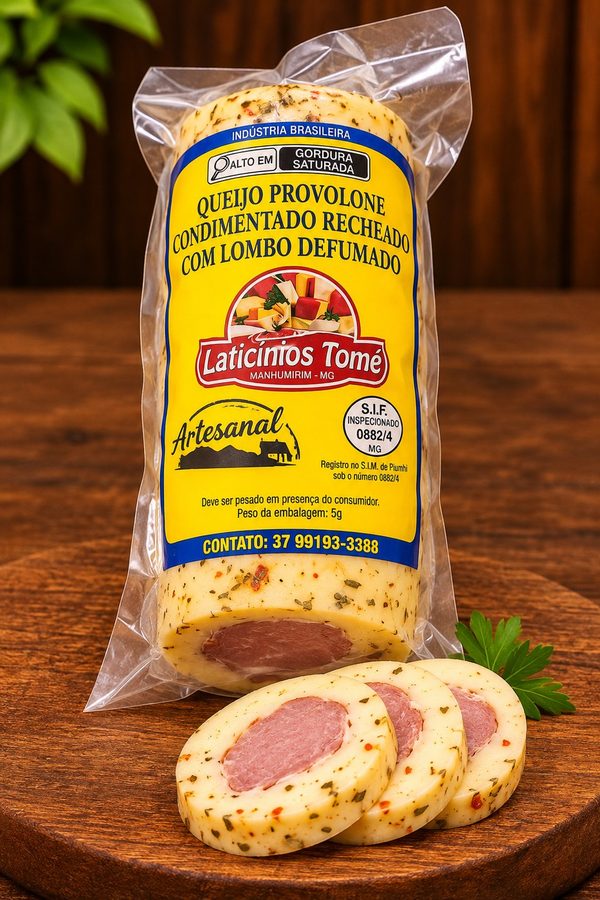 INDÚSTRIA BRASILEIRA
ALTO EM
GORDURA
SATURADA
QUEIJO PROVOLONE
CONDIMENTADO RECHEADO
COM LOMBO DEFUMADO
Laticínios Tomé
MANHUMIRIM - MG
Artesanal
S.I.F.
INSPECIONADO
0882/4
MG
Registro no S.I.M. de Piumhi
sob o número 0882/4
Deve ser pesado em presença do consumidor.
Peso da embalagem: 5g
CONTATO: 37 99193-3388